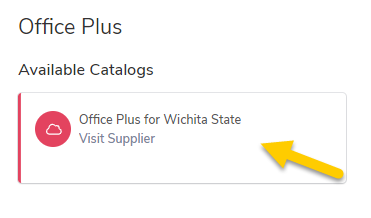 Office Plus
Available Catalogs
Office Plus for Wichita State
Visit Supplier